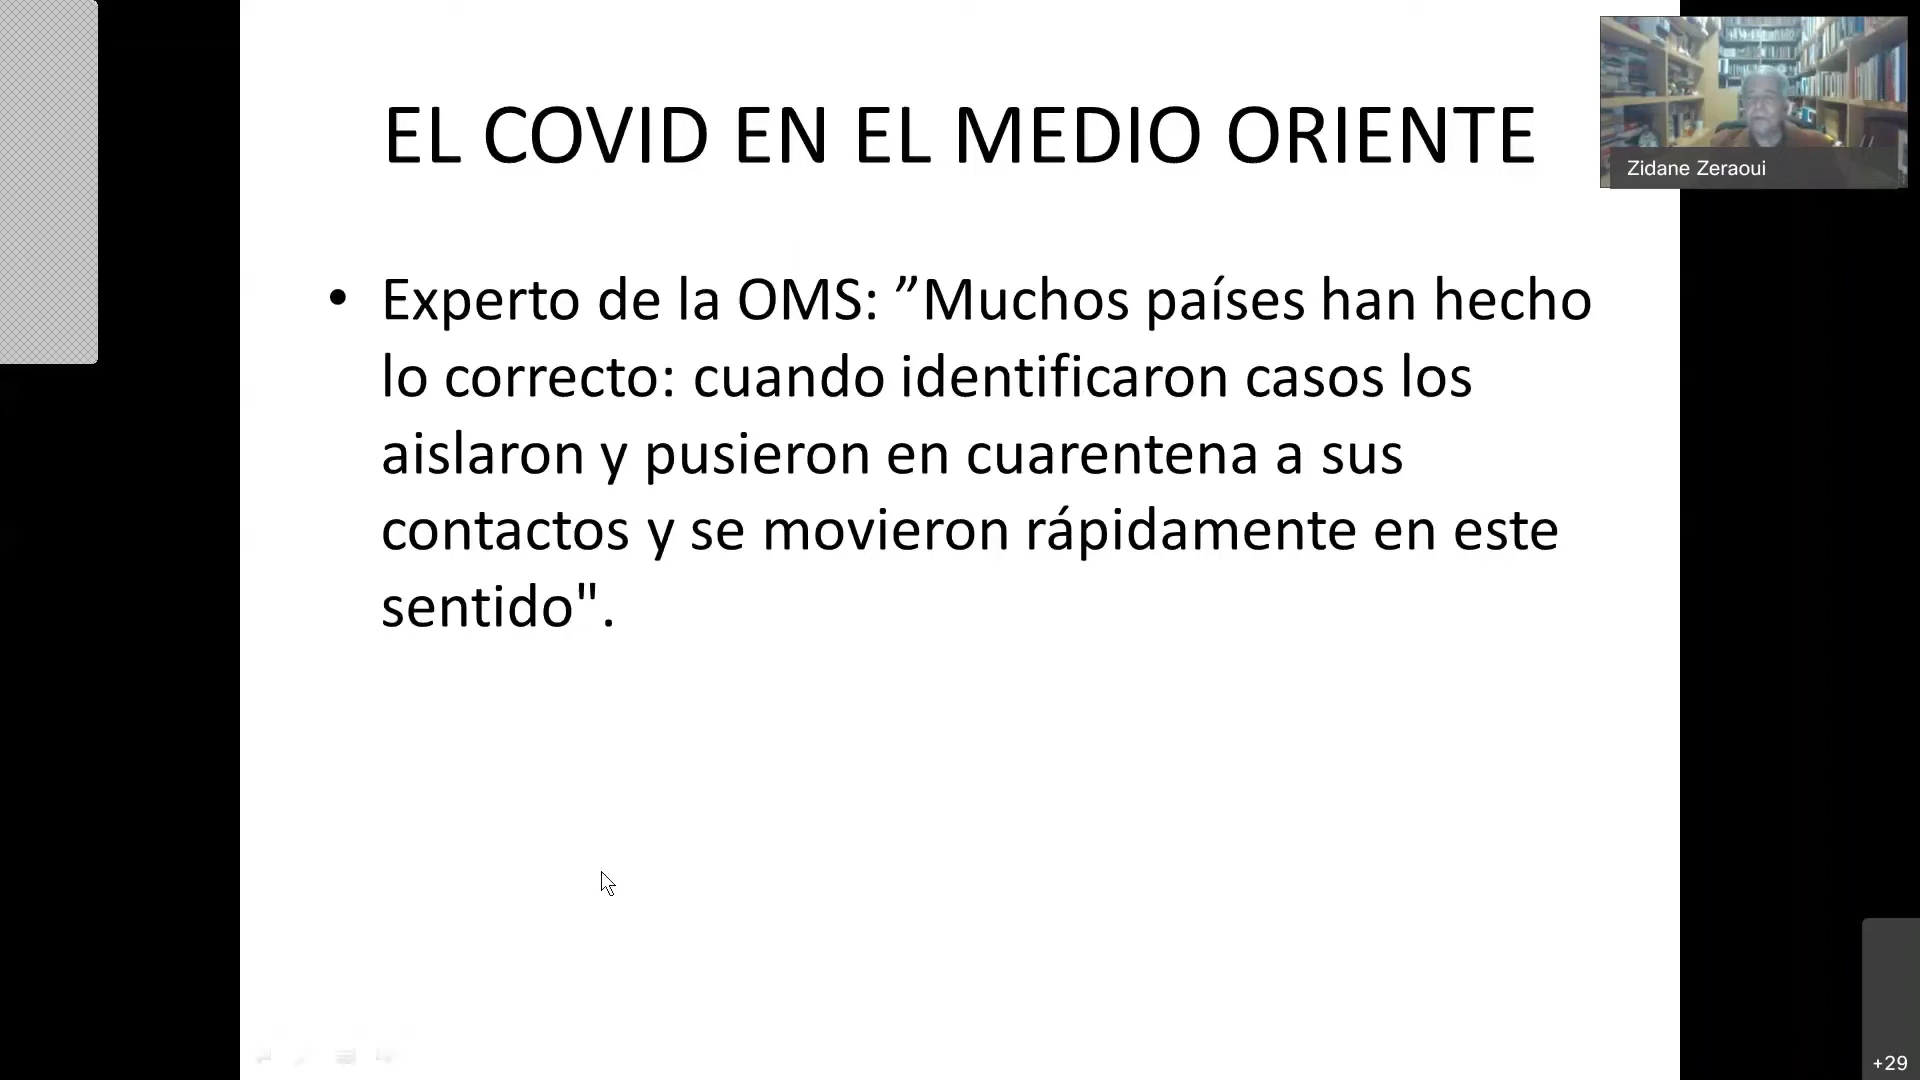 EL COVID EN EL MEDIO ORIENTE
Zidane Zeraoui
• Experto de la OMS: ”Muchos países han hecho
lo correcto: cuando identificaron casos los
aislaron y pusieron en cuarentena a sus
contactos y se movieron rápidamente en este
sentido".
+29